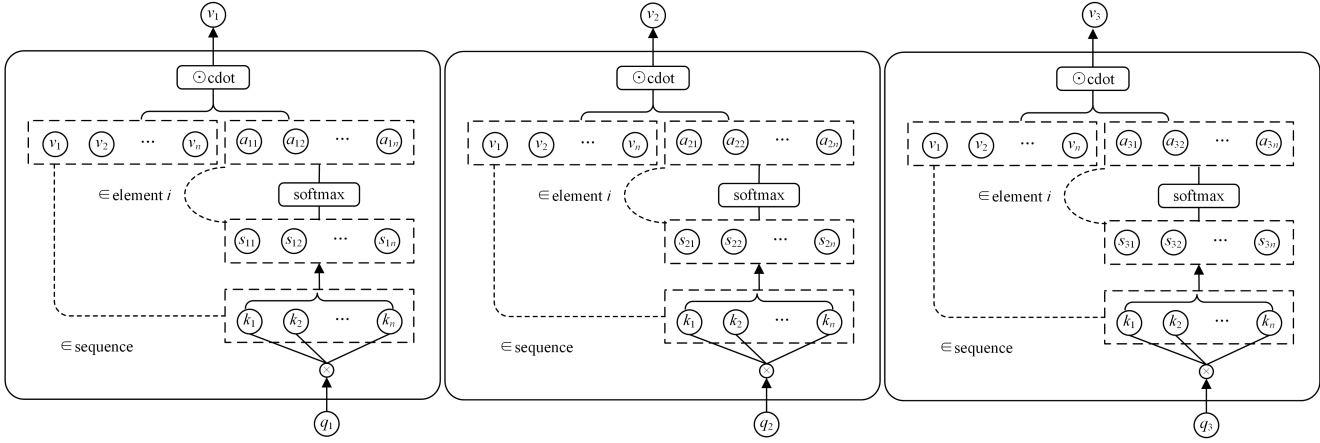 v1 v2 v3
⊙cdot ⊙cdot ⊙cdot
v1 v2 ... vn a11 a12 ... a1n v1 v2 ... vn a21 a22 ... a2n v1 v2 ... vn a31 a32 ... a3n
∈element i softmax ∈element i softmax ∈element i softmax
s11 s12 ... s1n s21 s22 ... s2n s31 s32 ... s3n
k1 k2 ... kn k1 k2 ... kn k1 k2 ... kn
∈sequence ∈sequence ∈sequence
⊗ ⊗ ⊗
q1 q2 q3